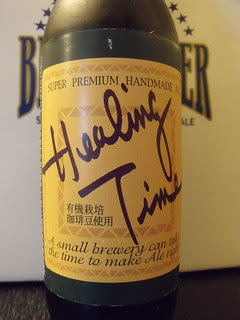 SUPER PREMIUM HANDMADE
Healing
Time
有機栽培
珈琲豆使用
A small brewery can
the time to make Ale
ALE